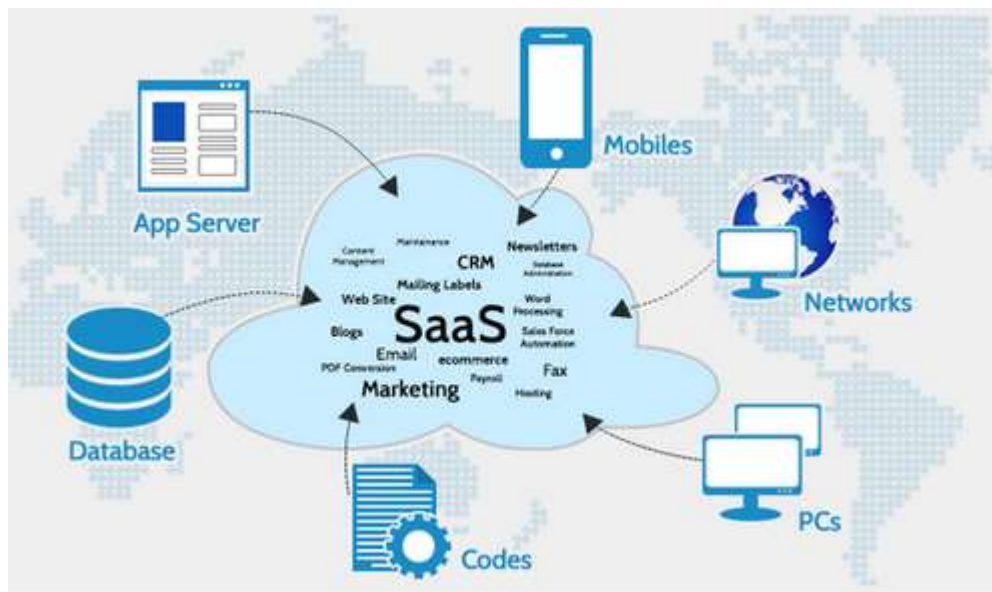 Mobiles
App Server
Networks
Database
PCs
Codes
Content
Management
Maintenance
CRM
Newsletters
Database
Administration
Mailing Labels
Web Site
Word
Processing
SaaS
Blogs
Sales Force
Automation
Email
ecommerce
PDF Conversion
Payroll
Fax
Marketing
Hosting